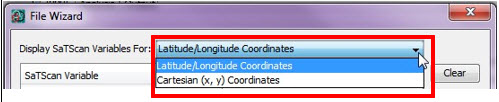 File Wizard
Display SaTScan Variables For: Latitude/Longitude Coordinates
Latitude/Longitude Coordinates
Cartesian (x, y) Coordinates
SaTScan Variable
Clear